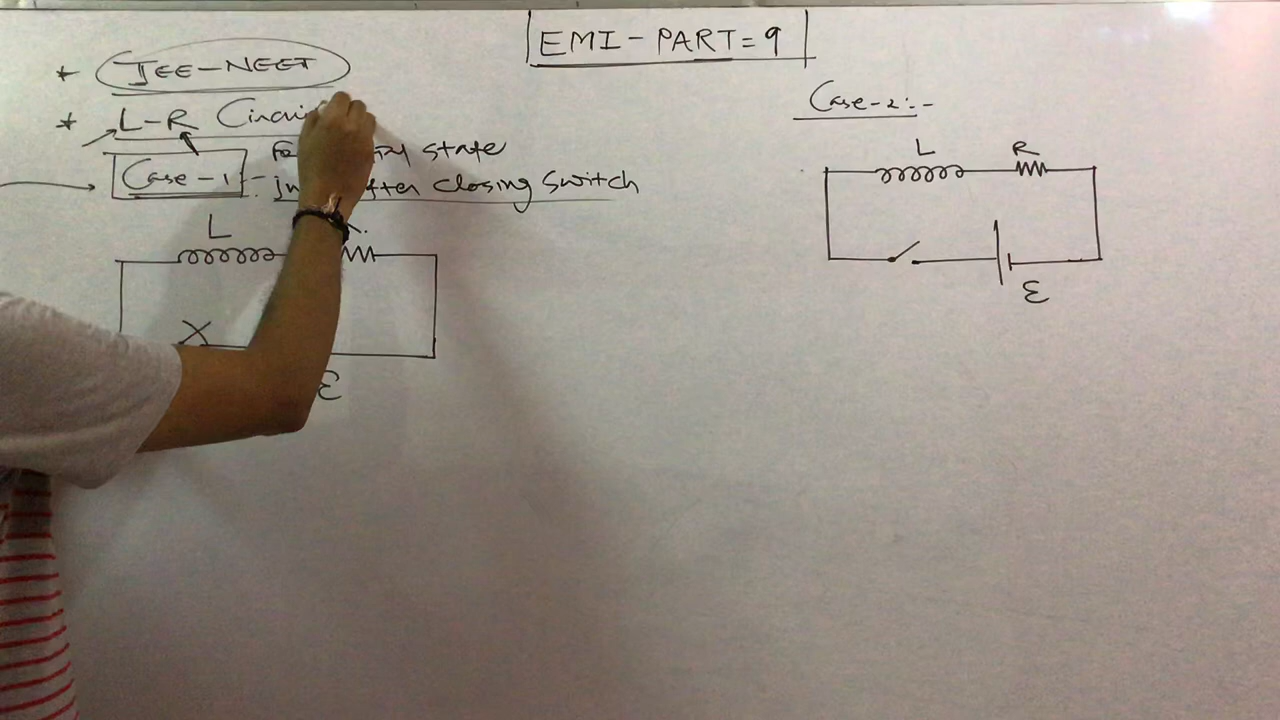 EMI - PART = 9
* JEE-NEET
* L-R
Case-1 :-
state
after closing switch
L
ε
Case-2 :-
L R
ε